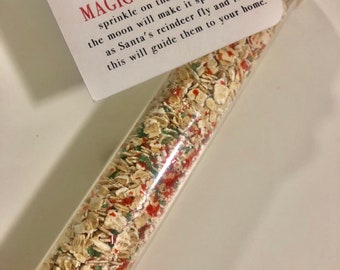 MAGIC
sprinkle on the
the moon will make it sp
as Santa's reindeer fly and r
this will guide them to your home.